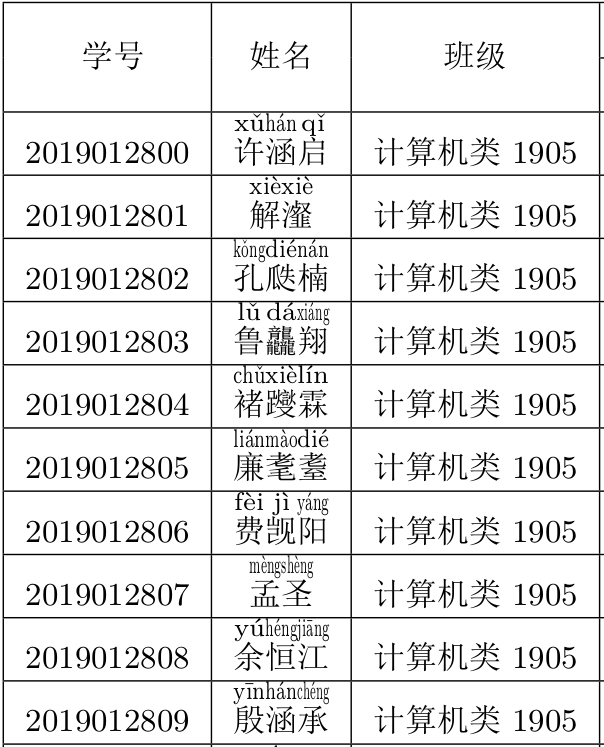 学号 姓名 班级
xǔhán qǐ
2019012800 许涵启 计算机类 1905
xièxiè
2019012801 解瀣 计算机类 1905
kǒngdiénán
2019012802 孔瓞楠 计算机类 1905
lǔ dáxiáng
2019012803 鲁龘翔 计算机类 1905
chǔxièlín
2019012804 褚躞霖 计算机类 1905
liánmàodié
2019012805 廉耄耋 计算机类 1905
fèi jì yáng
2019012806 费觊阳 计算机类 1905
mèngshèng
2019012807 孟圣 计算机类 1905
yúhéngjiāng
2019012808 余恒江 计算机类 1905
yīnhánchéng
2019012809 殷涵承 计算机类 1905